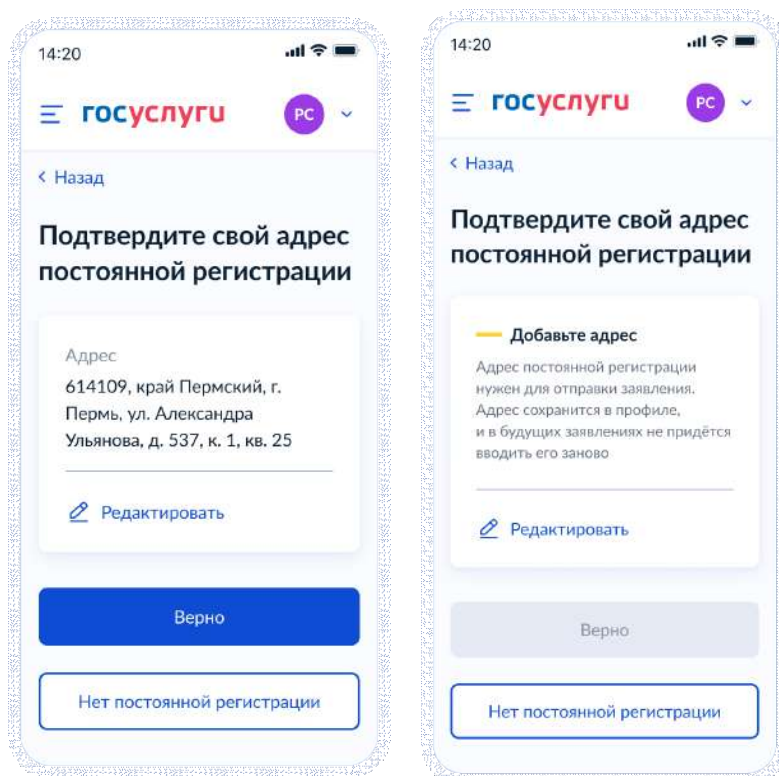 14:20
госуслуги
РС
Назад
Подтвердите свой адрес
постоянной регистрации
Адрес
614109, край Пермский, г.
Пермь, ул. Александра
Ульянова, д. 537, к. 1, кв. 25
Редактировать
Верно
Нет постоянной регистрации
14:20
госуслуги
РС
Назад
Подтвердите свой адрес
постоянной регистрации
Добавьте адрес
Адрес постоянной регистрации
нужен для отправки заявления.
Адрес сохранится в профиле,
и в будущих заявлениях не придётся
вводить его заново
Редактировать
Верно
Нет постоянной регистрации